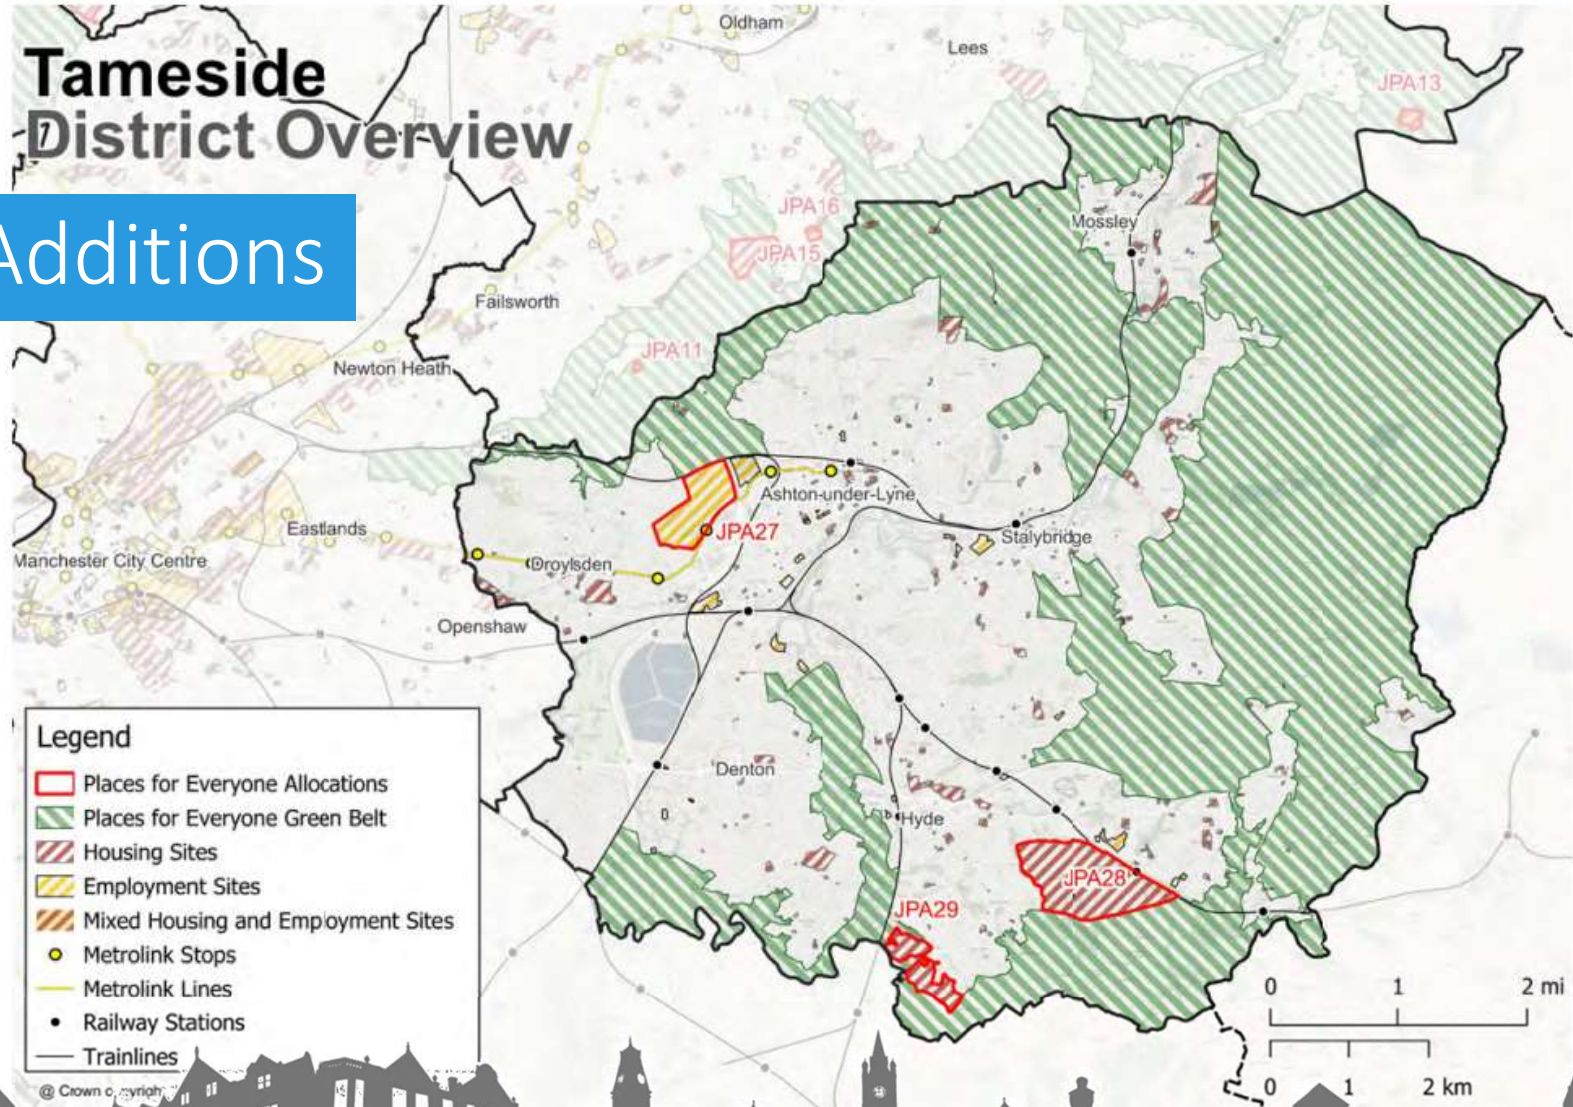 Tameside
District Overview
Additions
Oldham
Lees
JPA13
JPA16
JPA15
Mossley
Failsworth
JPA11
Newton Heath
Ashton-under-Lyne
JPA27
Eastlands
Stalybridge
Manchester City Centre
Droylsden
Openshaw
Denton
Hyde
JPA28
JPA29
Legend
Places for Everyone Allocations
Places for Everyone Green Belt
Housing Sites
Employment Sites
Mixed Housing and Employment Sites
Metrolink Stops
Metrolink Lines
Railway Stations
Trainlines
0 1 2 mi
0 1 2 km
@ Crown